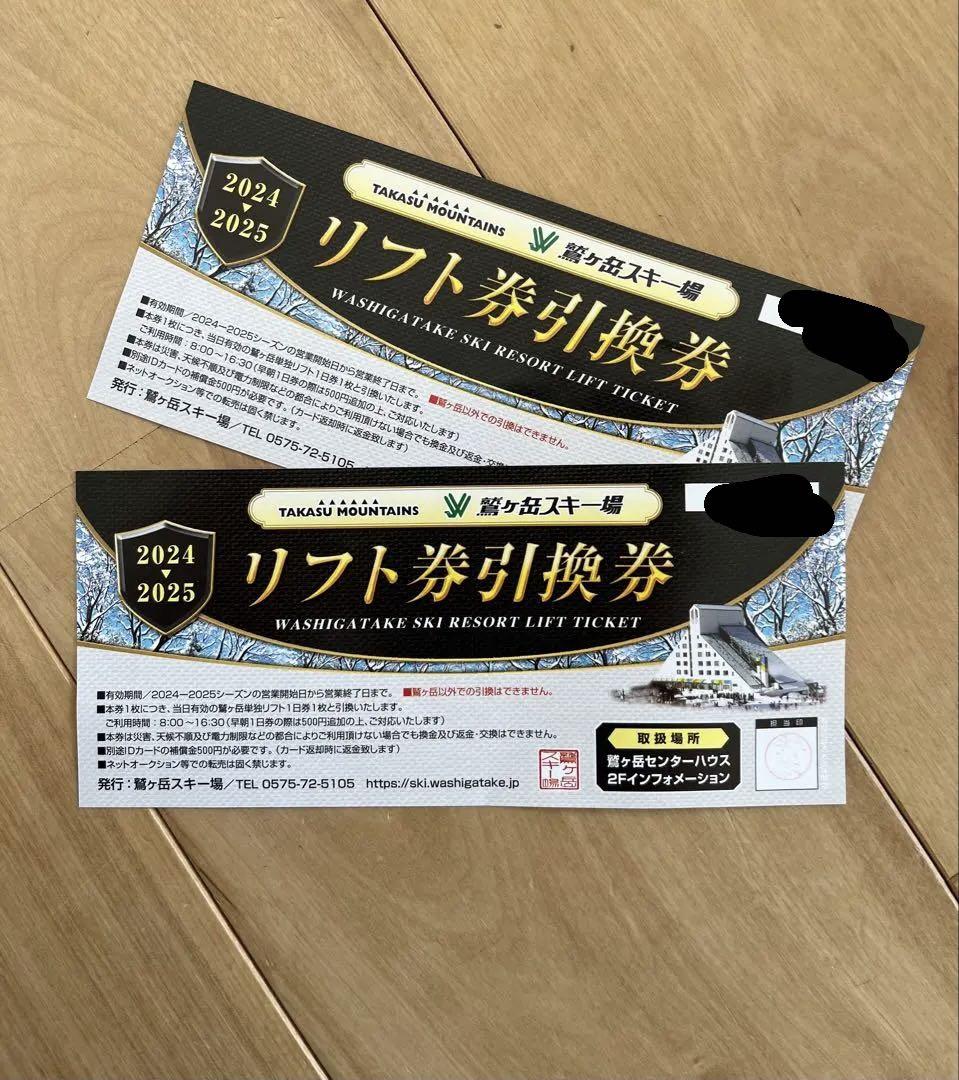 2024
▼
2025
TAKASU MOUNTAINS 鷲ヶ岳スキー場
リフト券引換券
WASHIGATAKE SKI RESORT LIFT TICKET
■有効期間／2024ー2025シーズンの営業開始日から営業終了日まで。 ■鷲ヶ岳以外での引換はできません。
■本券1枚につき、当日有効の鷲ヶ岳単独リフト1日券1枚と引換いたします。
ご利用時間：8:00～16:30（早朝1日券の際は500円追加の上、ご対応いたします）
■本券は災害、天候不順及び電力制限などの都合によりご利用頂けない場合でも換金及び返金・交換
■別途IDカードの補償金500円が必要です。（カード返却時に返金致します）
■ネットオークション等での転売は固く禁じます。
発行：鷲ヶ岳スキー場／TEL 0575-72-5105
TAKASU MOUNTAINS 鷲ヶ岳スキー場
2024
▼
2025
リフト券引換券
WASHIGATAKE SKI RESORT LIFT TICKET
■有効期間／2024ー2025シーズンの営業開始日から営業終了日まで。 ■鷲ヶ岳以外での引換はできません。
■本券1枚につき、当日有効の鷲ヶ岳単独リフト1日券1枚と引換いたします。
ご利用時間：8:00～16:30（早朝1日券の際は500円追加の上、ご対応いたします）
■本券は災害、天候不順及び電力制限などの都合によりご利用頂けない場合でも換金及び返金・交換はできません。
■別途IDカードの補償金500円が必要です。（カード返却時に返金致します）
■ネットオークション等での転売は固く禁じます。
発行：鷲ヶ岳スキー場／TEL 0575-72-5105 https://ski.washigatake.jp
鷲ヶ岳スキー場
取扱場所
鷲ヶ岳センターハウス
2Fインフォメーション
担当印